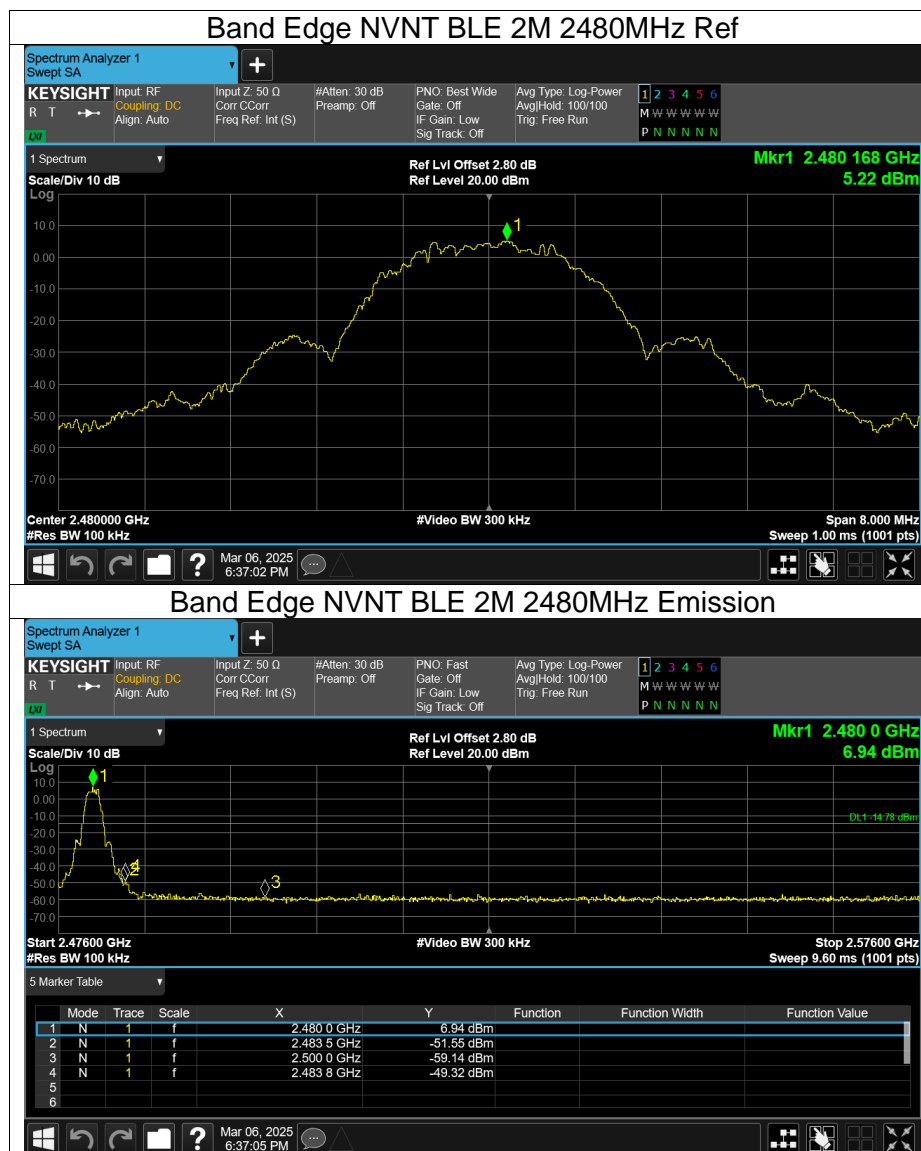 Band Edge NVNT BLE 2M 2480MHz Ref
Spectrum Analyzer 1
Swept SA
KEYSIGHT Input: RF Input Z: 50 Ω #Atten: 30 dB PNO: Best Wide Avg Type: Log-Power 1 2 3 4 5 6
R T Coupling: DC Corr CCorr Preamp: Off Gate: Off Avg|Hold: 100/100 M W W W W W
Align: Auto Freq Ref: Int (S) IF Gain: Low Trig: Free Run
LXI Sig Track: Off P N N N N N
1 Spectrum Ref Lvl Offset 2.80 dB Mkr1 2.480 168 GHz
Scale/Div 10 dB Ref Level 20.00 dBm 5.22 dBm
Log
10.0
1
0.00
-10.0
-20.0
-30.0
-40.0
-50.0
-60.0
-70.0
Center 2.480000 GHz #Video BW 300 kHz Span 8.000 MHz
#Res BW 100 kHz Sweep 1.00 ms (1001 pts)
? Mar 06, 2025
6:37:02 PM
Band Edge NVNT BLE 2M 2480MHz Emission
Spectrum Analyzer 1
Swept SA
KEYSIGHT Input: RF Input Z: 50 Ω #Atten: 30 dB PNO: Fast Avg Type: Log-Power 1 2 3 4 5 6
R T Coupling: DC Corr CCorr Preamp: Off Gate: Off Avg|Hold: 100/100 M W W W W W
Align: Auto Freq Ref: Int (S) IF Gain: Low Trig: Free Run
LXI Sig Track: Off P N N N N N
1 Spectrum Ref Lvl Offset 2.80 dB Mkr1 2.480 0 GHz
Scale/Div 10 dB Ref Level 20.00 dBm 6.94 dBm
Log
1
10.0
0.00
-10.0 DL1 -14.78 dBm
-20.0
-30.0
-40.0 4
2
-50.0 3
-60.0
-70.0
Start 2.47600 GHz #Video BW 300 kHz Stop 2.57600 GHz
#Res BW 100 kHz Sweep 9.60 ms (1001 pts)
5 Marker Table
Mode Trace Scale X Y Function Function Width Function Value
1 N 1 f 2.480 0 GHz 6.94 dBm
2 N 1 f 2.483 5 GHz -51.55 dBm
3 N 1 f 2.500 0 GHz -59.14 dBm
4 N 1 f 2.483 8 GHz -49.32 dBm
5
6
? Mar 06, 2025
6:37:05 PM